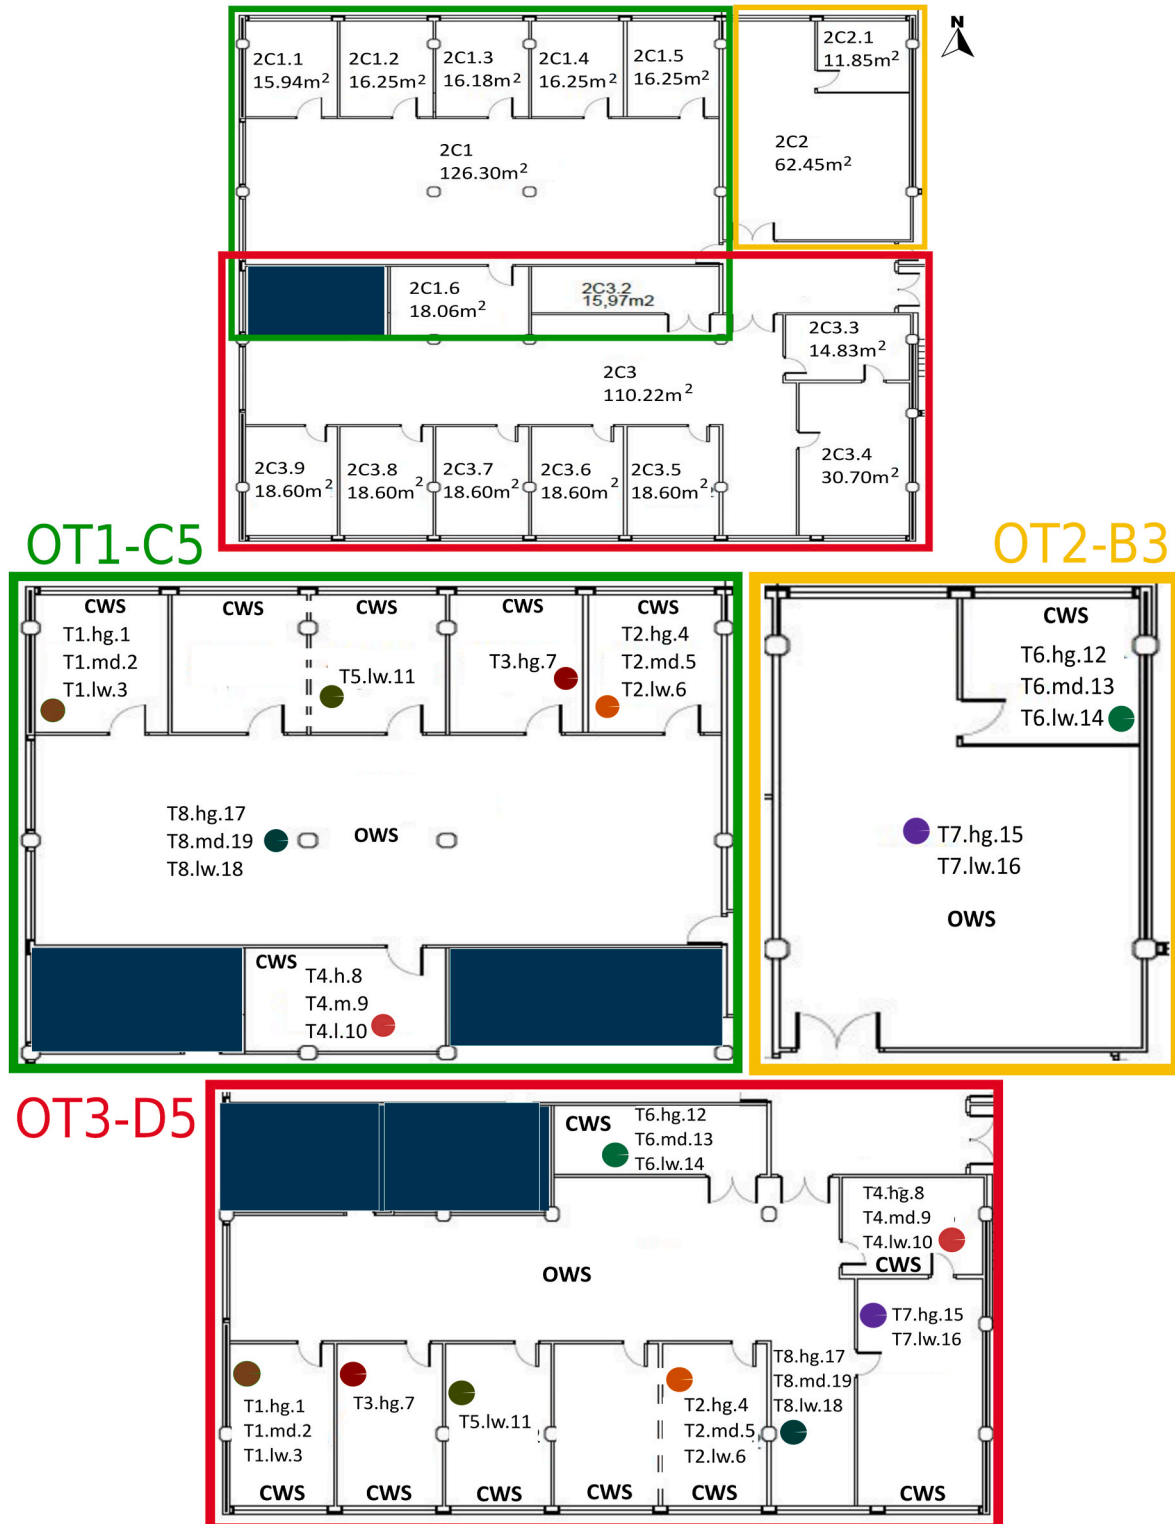 N
2C1.1
15.94m²
2C1.2
16.25m²
2C1.3
16.18m²
2C1.4
16.25m²
2C1.5
16.25m²
2C2.1
11.85m²
2C1
126.30m²
2C2
62.45m²
2C1.6
18.06m²
2C3.2
15,97m2
2C3.3
14.83m²
2C3
110.22m²
2C3.9
18.60m²
2C3.8
18.60m²
2C3.7
18.60m²
2C3.6
18.60m²
2C3.5
18.60m²
2C3.4
30.70m²
OT1-C5
OT2-B3
CWS
T1.hg.1
T1.md.2
T1.lw.3
CWS
CWS
T5.lw.11
CWS
T3.hg.7
CWS
T2.hg.4
T2.md.5
T2.lw.6
T8.hg.17
T8.md.19
T8.lw.18
OWS
CWS
T4.h.8
T4.m.9
T4.l.10
CWS
T6.hg.12
T6.md.13
T6.lw.14
T7.hg.15
T7.lw.16
OWS
OT3-D5
CWS
T6.hg.12
T6.md.13
T6.lw.14
T4.hg.8
T4.md.9
T4.lw.10
CWS
OWS
T7.hg.15
T7.lw.16
T1.hg.1
T1.md.2
T1.lw.3
CWS
T3.hg.7
CWS
T5.lw.11
CWS
CWS
T2.hg.4
T2.md.5
T2.lw.6
CWS
T8.hg.17
T8.md.19
T8.lw.18
CWS